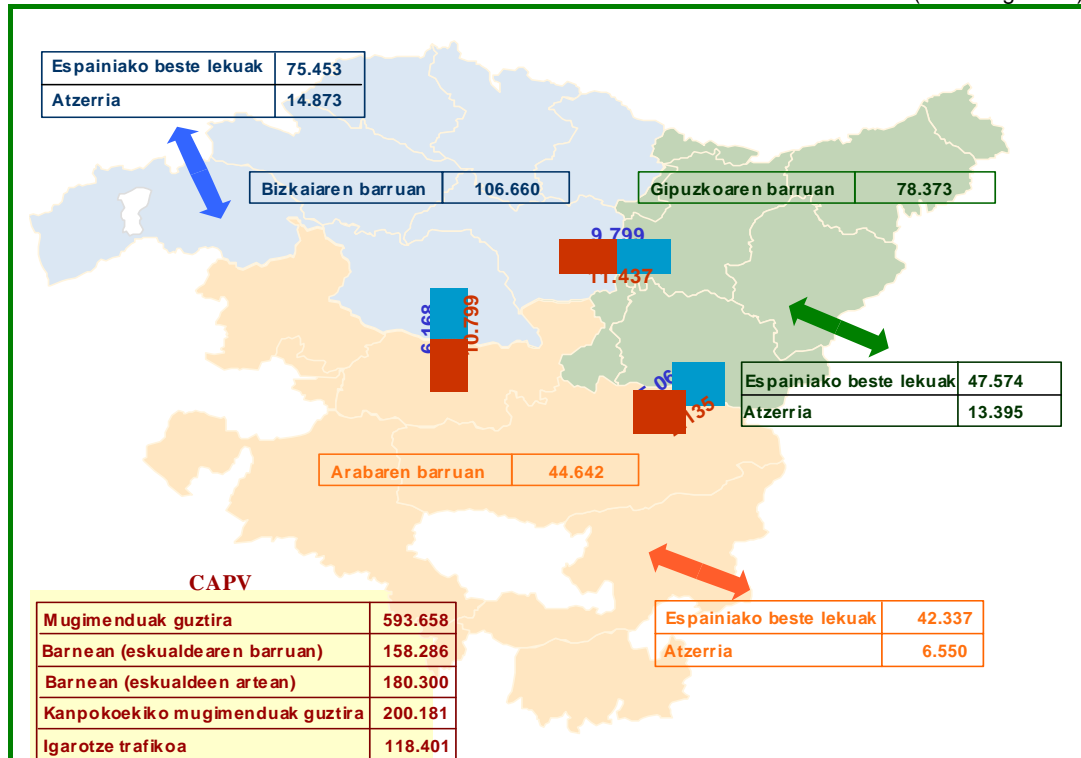 Espainiako beste lekuak 75.453
Atzerria 14.873
Bizkaiaren barruan 106.660
Gipuzkoaren barruan 78.373
9.799
11.437
6.168
10.799
Espainiako beste lekuak 47.574
Atzerria 13.395
Arabaren barruan 44.642
CAPV
Mugimenduak guztira 593.658
Barnean (eskualdearen barruan) 158.286
Barnean (eskualdeen artean) 180.300
Kanpokoekiko mugimenduak guztira 200.181
Igarotze trafikoa 118.401
Espainiako beste lekuak 42.337
Atzerria 6.550